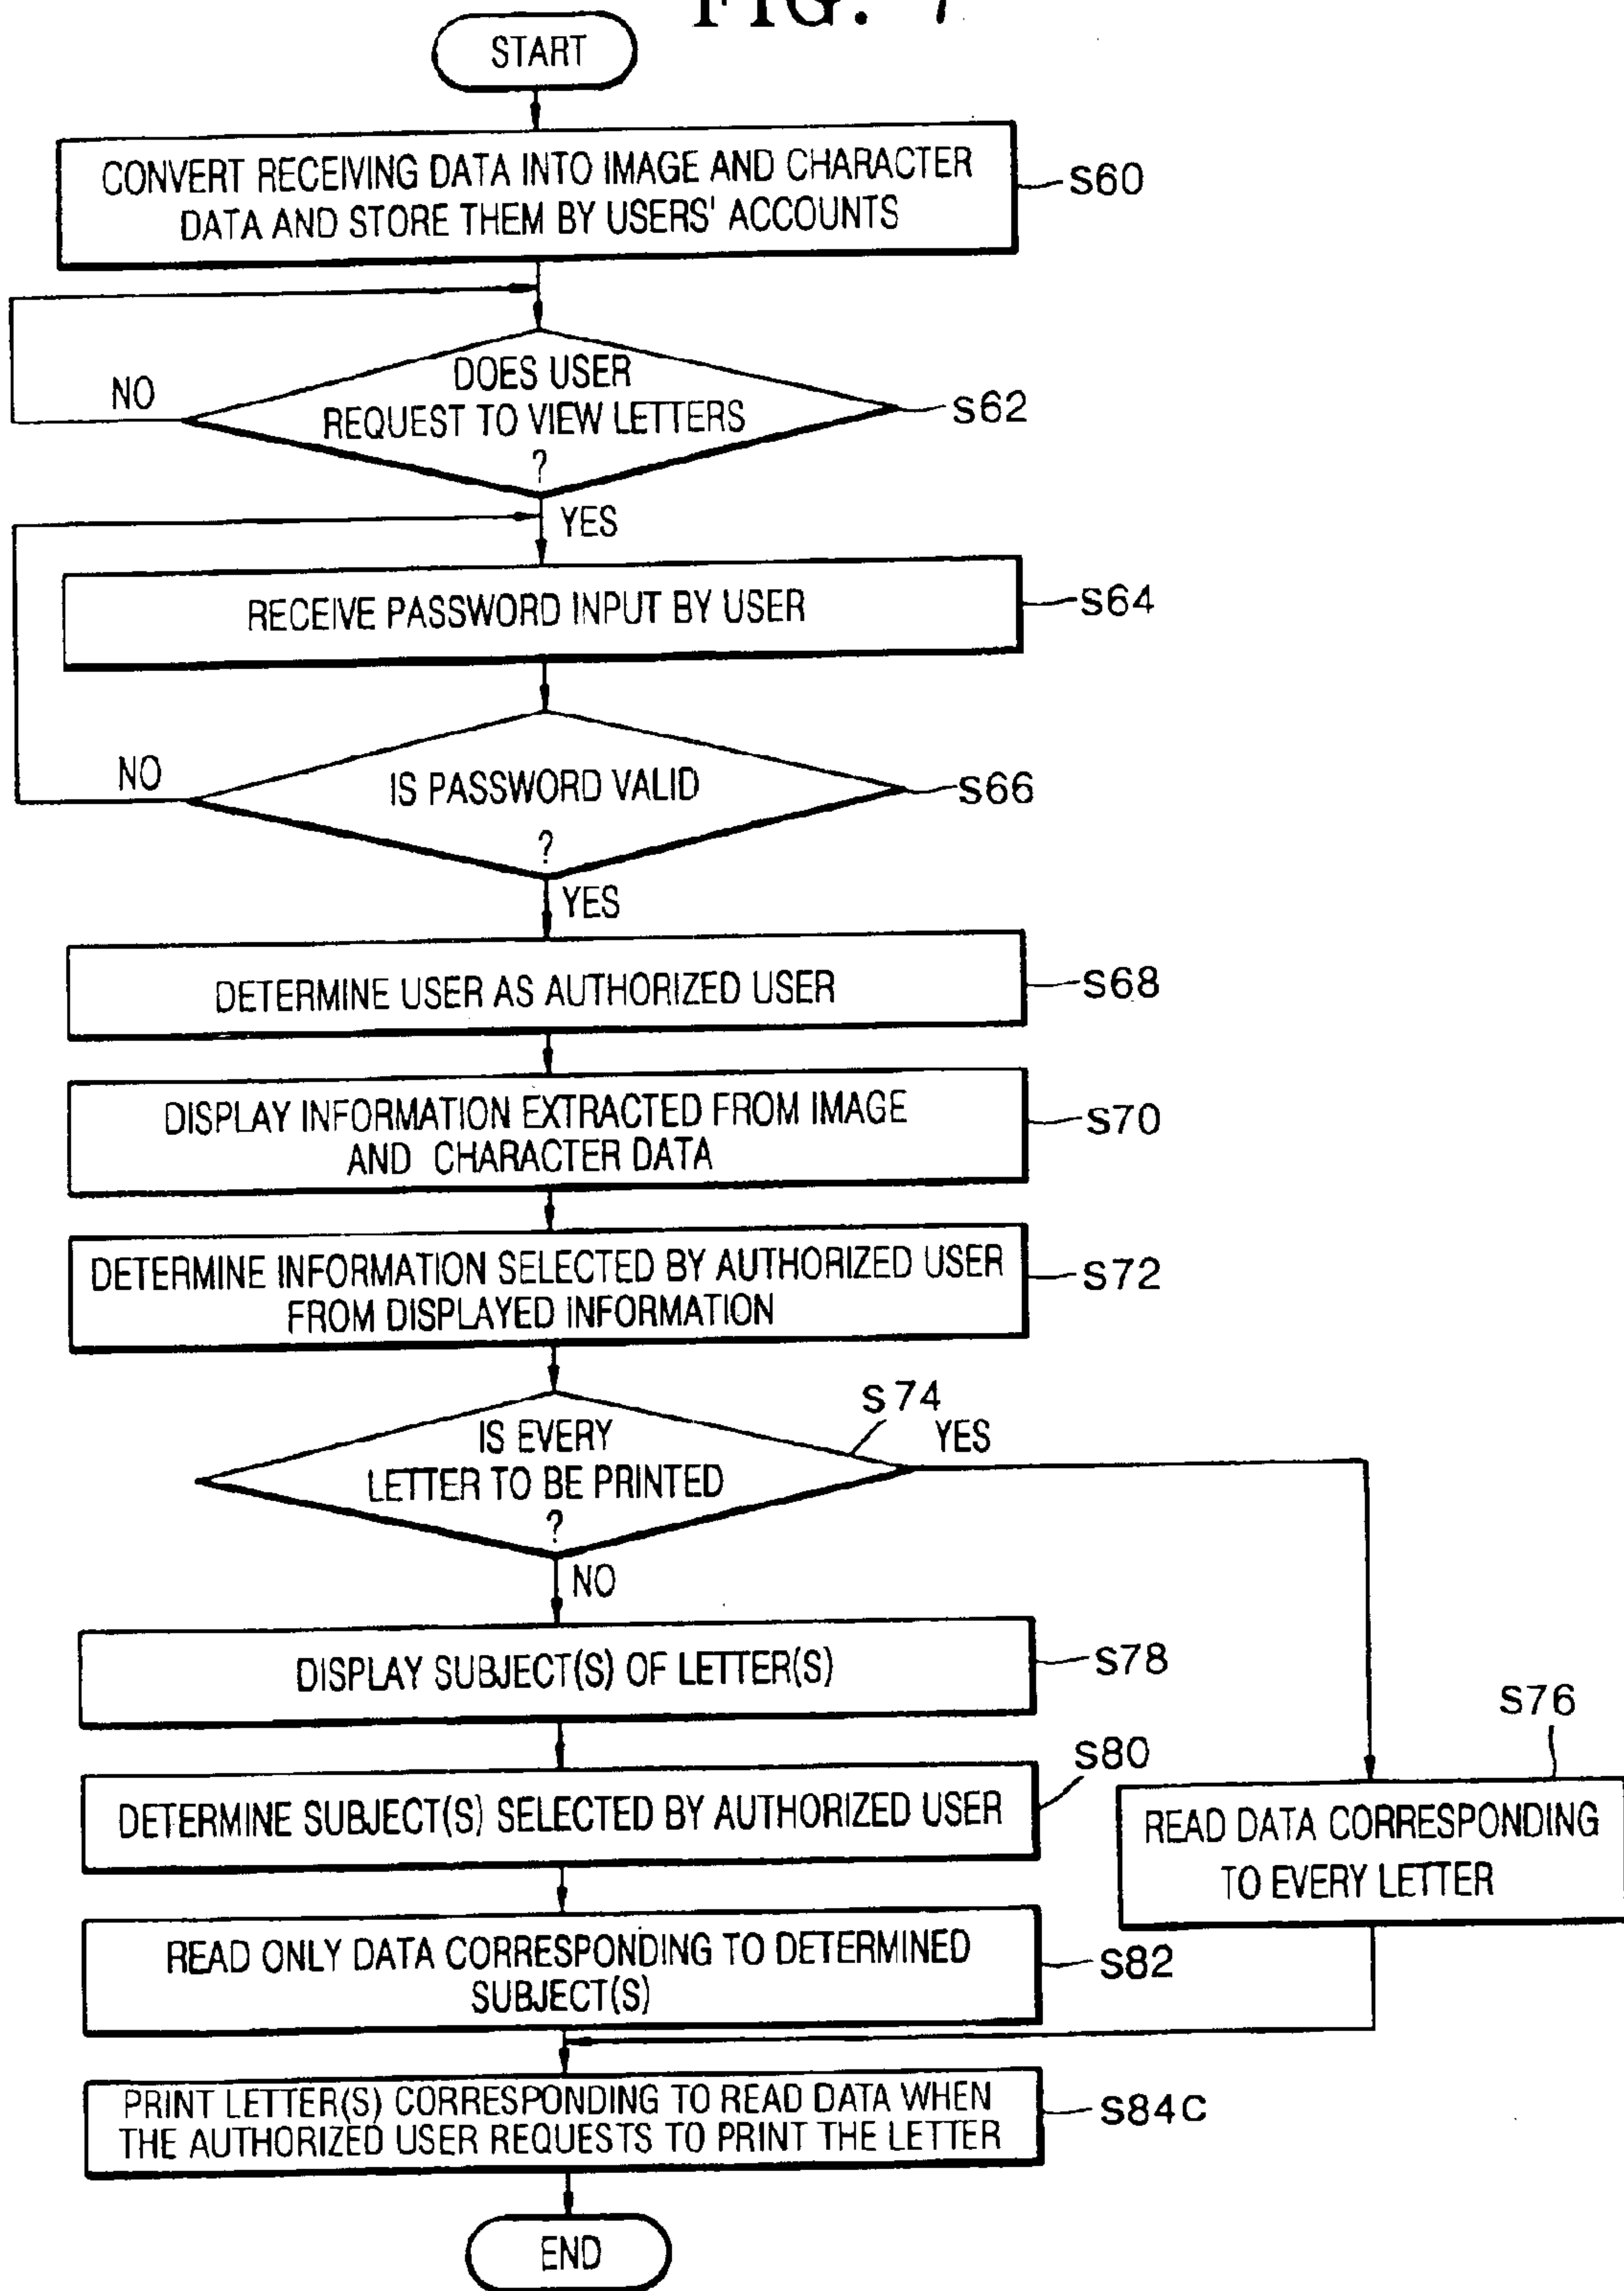 FIG. 7
START
CONVERT RECEIVING DATA INTO IMAGE AND CHARACTER
DATA AND STORE THEM BY USERS' ACCOUNTS
S60
NO
DOES USER
REQUEST TO VIEW LETTERS
?
S62
YES
RECEIVE PASSWORD INPUT BY USER
S64
NO
IS PASSWORD VALID
?
S66
YES
DETERMINE USER AS AUTHORIZED USER
S68
DISPLAY INFORMATION EXTRACTED FROM IMAGE
AND CHARACTER DATA
S70
DETERMINE INFORMATION SELECTED BY AUTHORIZED USER
FROM DISPLAYED INFORMATION
S72
S74
YES
IS EVERY
LETTER TO BE PRINTED
?
NO
DISPLAY SUBJECT(S) OF LETTER(S)
S78
S76
READ DATA CORRESPONDING
TO EVERY LETTER
S80
DETERMINE SUBJECT(S) SELECTED BY AUTHORIZED USER
READ ONLY DATA CORRESPONDING TO DETERMINED
SUBJECT(S)
S82
PRINT LETTER(S) CORRESPONDING TO READ DATA WHEN
THE AUTHORIZED USER REQUESTS TO PRINT THE LETTER
S84C
END